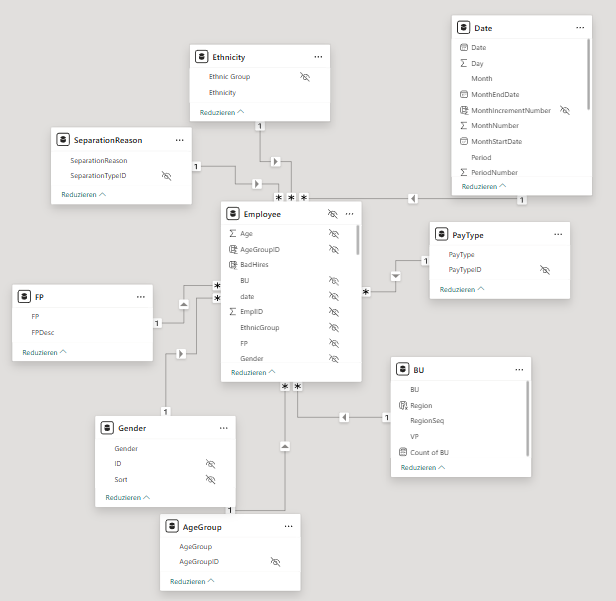 Ethnicity
Ethnic Group
Ethnicity
Reduzieren
Date
Date
Day
Month
MonthEndDate
MonthIncrementNumber
MonthNumber
MonthStartDate
Period
PeriodNumber
Reduzieren
SeparationReason
SeparationReason
SeparationTypeID
Reduzieren
1
1
1
Employee
Age
AgeGroupID
BadHires
BU
date
EmplID
EthnicGroup
FP
Gender
Reduzieren
PayType
PayType
PayTypeID
Reduzieren
1
FP
FP
FPDesc
Reduzieren
1
BU
BU
Region
RegionSeq
VP
Count of BU
Reduzieren
1
Gender
Gender
ID
Sort
Reduzieren
1
AgeGroup
AgeGroup
AgeGroupID
Reduzieren
1
*
*
*
*
*
*
*
*